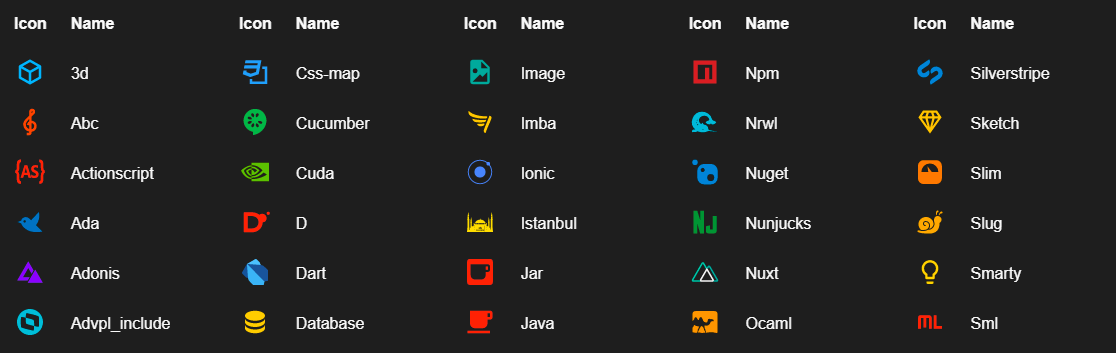 Icon Name Icon Name Icon Name Icon Name Icon Name
3d Css-map Image Npm Silverstripe
Abc Cucumber Imba Nrwl Sketch
{AS} Actionscript Cuda Ionic Nuget Slim
Ada D D Istanbul NJ Nunjucks Slug
Adonis Dart Jar Nuxt Smarty
Advpl_include Database Java Ocaml ML Sml